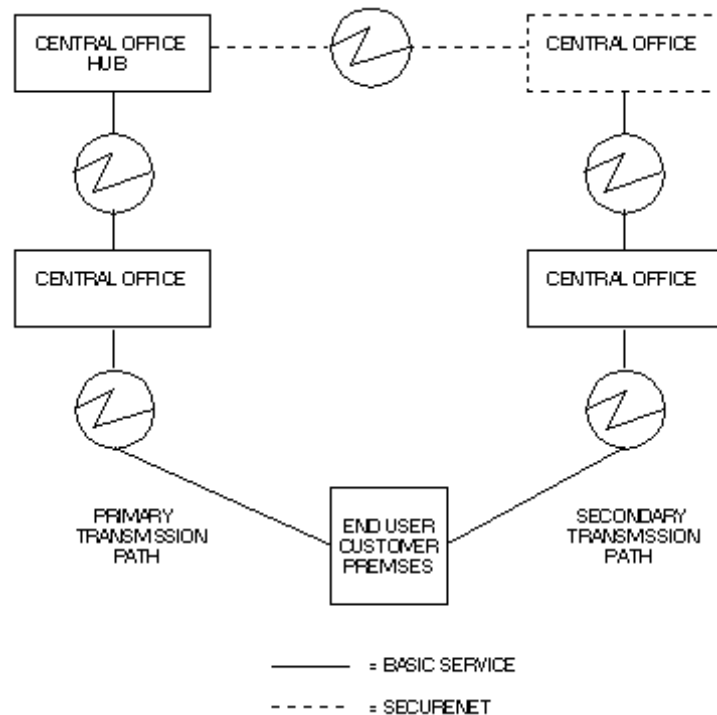 CENTRAL OFFICE
HUB
CENTRAL OFFICE
CENTRAL OFFICE
CENTRAL OFFICE
PRIMARY
TRANSMSSION
PATH
END USER
CUSTOMER
PREMSES
SECONDARY
TRANSMSSION
PATH
= BASIC SERVICE
= SECURENET